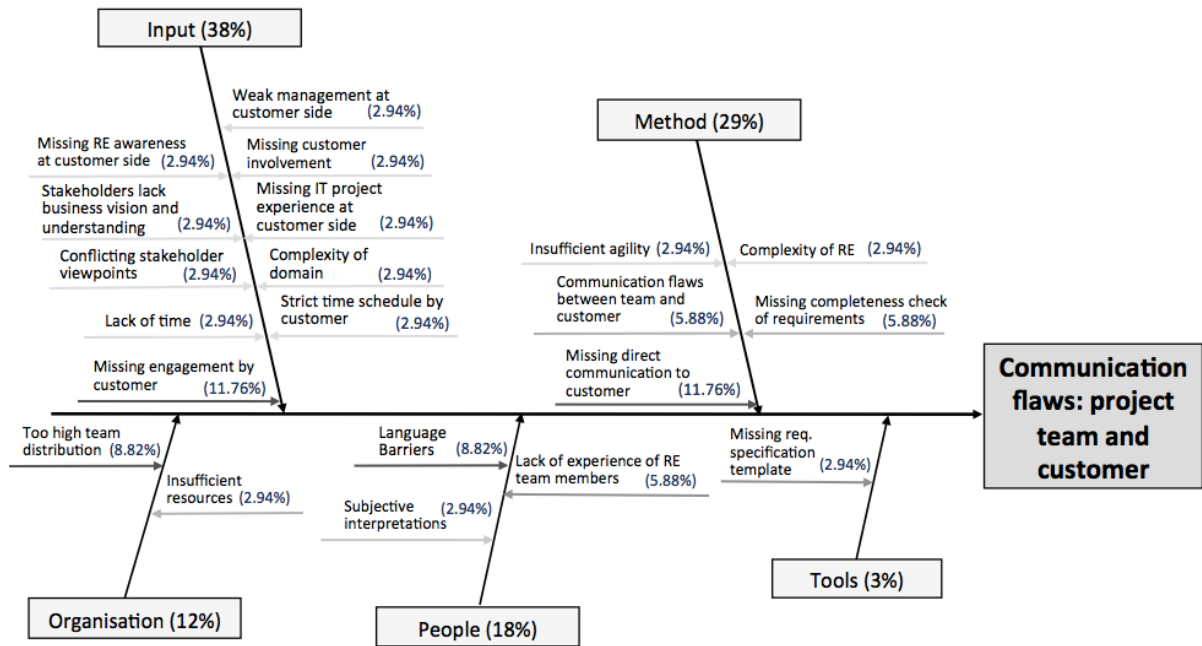 Input (38%)
Weak management at
customer side (2.94%)
Missing RE awareness
at customer side (2.94%)
Missing customer
involvement (2.94%)
Stakeholders lack
business vision and
understanding (2.94%)
Missing IT project
experience at
customer side (2.94%)
Conflicting stakeholder
viewpoints (2.94%)
Complexity of
domain (2.94%)
Lack of time (2.94%)
Strict time schedule by
customer (2.94%)
Missing engagement by
customer (11.76%)
Method (29%)
Insufficient agility (2.94%)
Complexity of RE (2.94%)
Communication flaws
between team and
customer (5.88%)
Missing completeness check
of requirements (5.88%)
Missing direct
communication to
customer (11.76%)
Communication
flaws: project
team and
customer
Too high team
distribution (8.82%)
Insufficient
resources (2.94%)
Organisation (12%)
Language
Barriers (8.82%)
Lack of experience of RE
team members (5.88%)
Subjective
interpretations (2.94%)
People (18%)
Missing req.
specification
template (2.94%)
Tools (3%)